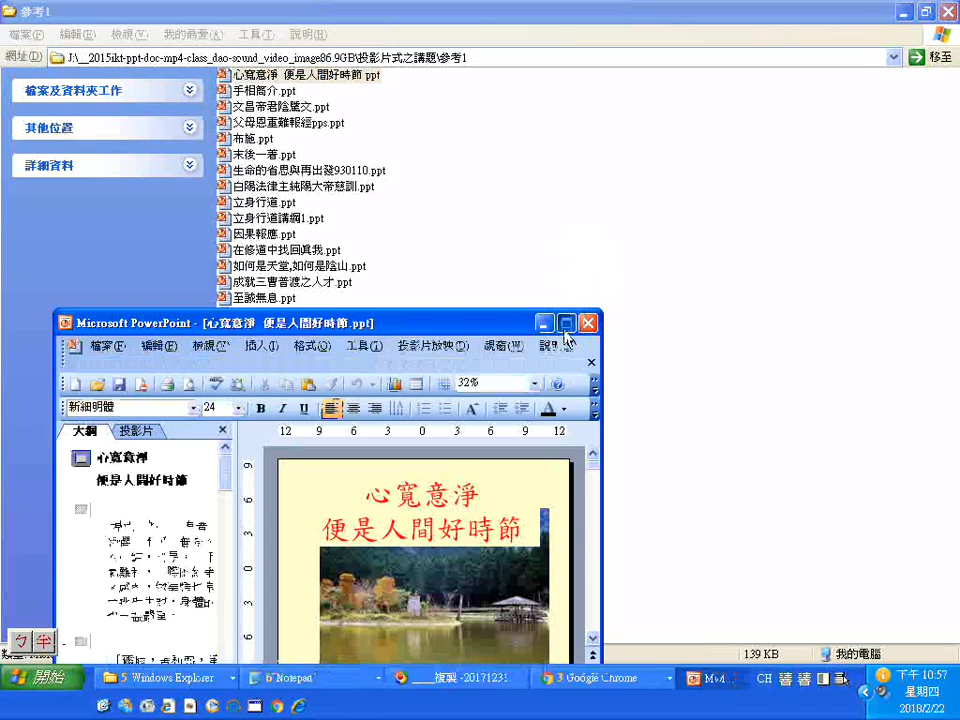 參考1
檔案(F) 編輯(E) 檢視(V) 我的最愛(A) 工具(T) 說明(H)
網址(D) J:\__2015ikt-ppt-doc-mp4-class_dao-sound_video_image86.9GB\投影片式之講題\參考1 移至
檔案及資料夾工作
其他位置
詳細資料
心寬意淨 便是人間好時節.ppt
手相簡介.ppt
文昌帝君陰騭文.ppt
父母恩重難報經pps.ppt
布施.ppt
末後一著.ppt
生命的省思與再出發930110.ppt
白陽法律主純陽大帝慈訓.ppt
立身行道.ppt
立身行道講綱1.ppt
因果報應.ppt
在修道中找回真我.ppt
如何是天堂,如何是陰山.ppt
成就三曹普渡之人才.ppt
至誠無息.ppt
Microsoft PowerPoint - [心寬意淨 便是人間好時節.ppt]
檔案(F) 編輯(E) 檢視(V) 插入(I) 格式(O) 工具(T) 投影片放映(D) 視窗(W)
32%
新細明體 24 B I U A A
大綱 投影片
12 9 6 3 0 3 6 9 12
心寬意淨
便是人間好時節
9
6
3
0
3
6
心寬意淨
便是人間好時節
ㄅ 半
139 KB 我的電腦
開始 5 Windows Explorer 6 Notepad ____複製 -20171231 3 Google Chrome CH
下午 10:57
星期四
2018/2/22